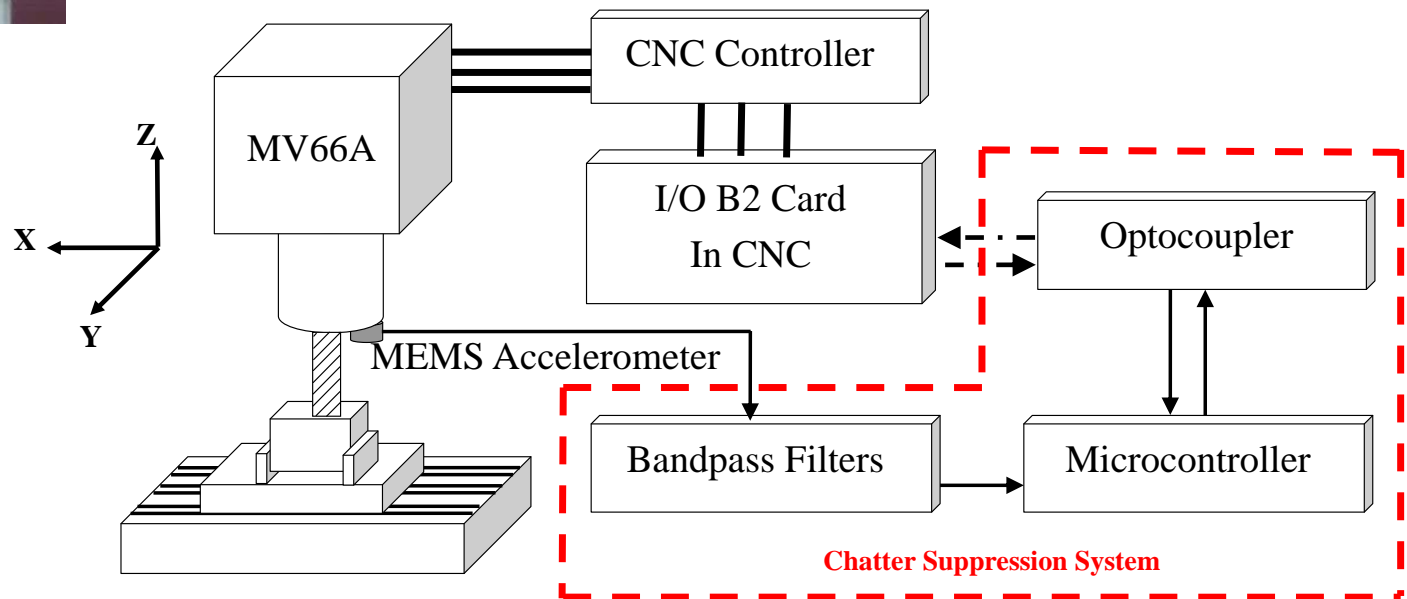 CNC Controller
MV66A
Z
I/O B2 Card
In CNC
Optocoupler
X
Y
MEMS Accelerometer
Bandpass Filters
Microcontroller
Chatter Suppression System